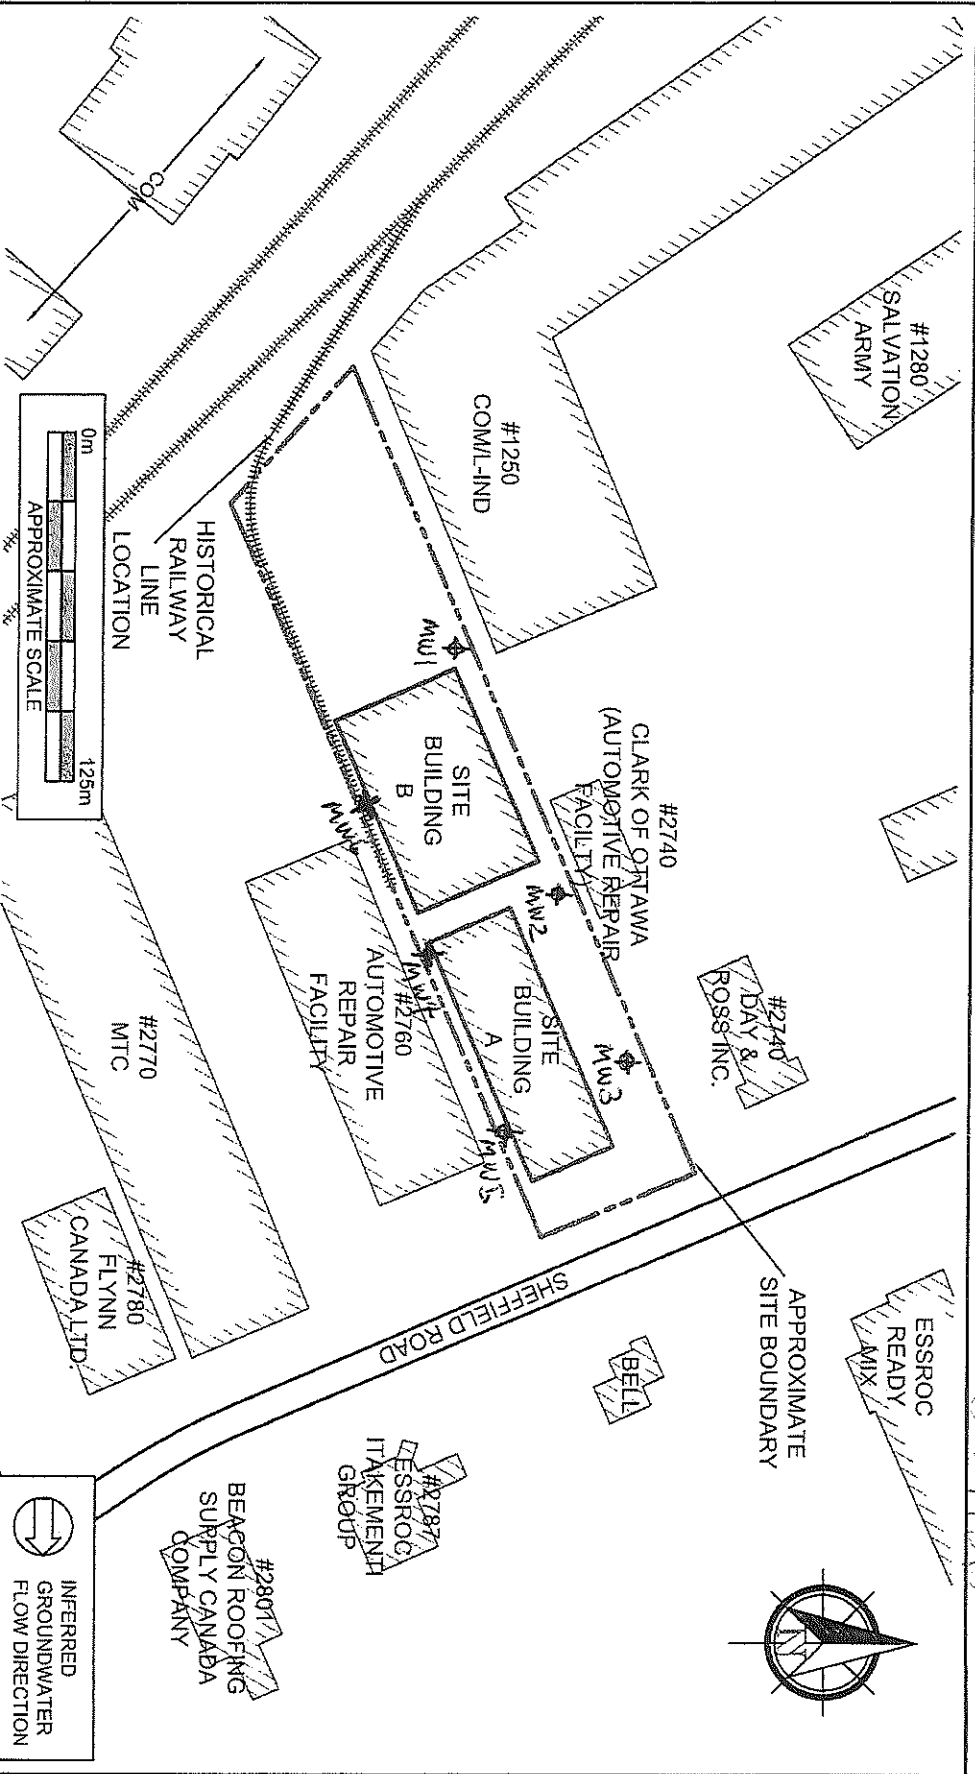 #1280
SALVATION
ARMY
#1250
COM/L-IND
COM
HISTORICAL
RAILWAY
LINE
LOCATION
0m
125m
APPROXIMATE SCALE
MW1
SITE
BUILDING
B
#2740
CLARK OF OTTAWA
(AUTOMOTIVE REPAIR
FACILTY)
MW2
#2740
DAY &
ROSS INC.
MW3
SITE
BUILDING
A
MW4
MW5
#2760
AUTOMOTIVE
REPAIR
FACILITY
#2770
MTC
#2780
FLYNN
CANADA LTD.
SHEFFIELD ROAD
APPROXIMATE
SITE BOUNDARY
ESSROC
READY
MIX
BELL
#2787
ESSROC
ITAKEMENTI
GROUP
#2801
BEACON ROOFING
SUPPLY CANADA
COMPANY
N
INFERRED
GROUNDWATER
FLOW DIRECTION